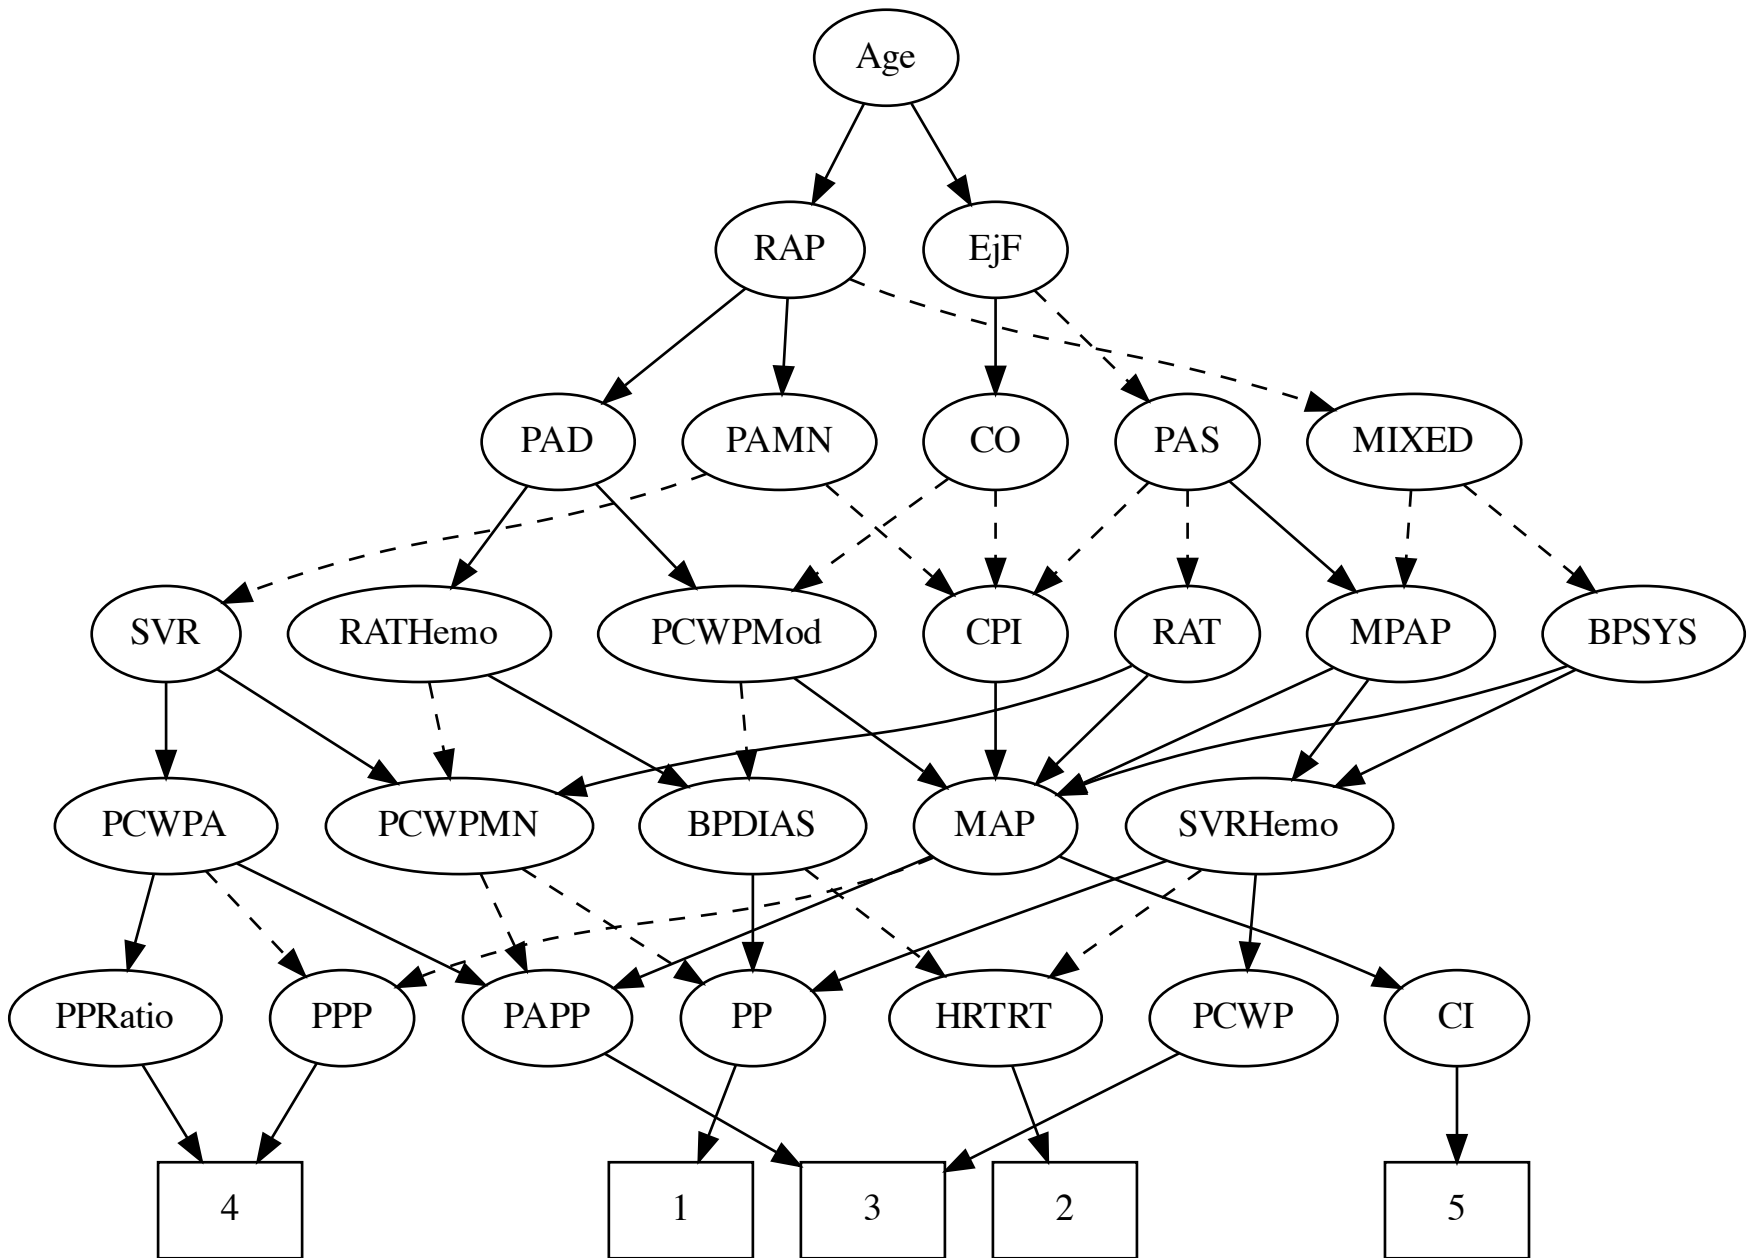 Age
RAP EjF
PAD PAMN CO PAS MIXED
SVR RATHemo PCWPMod CPI RAT MPAP BPSYS
PCWPA PCWPMN BPDIAS MAP SVRHemo
PPRatio PPP PAPP PP HRTRT PCWP CI
4 1 3 2 5